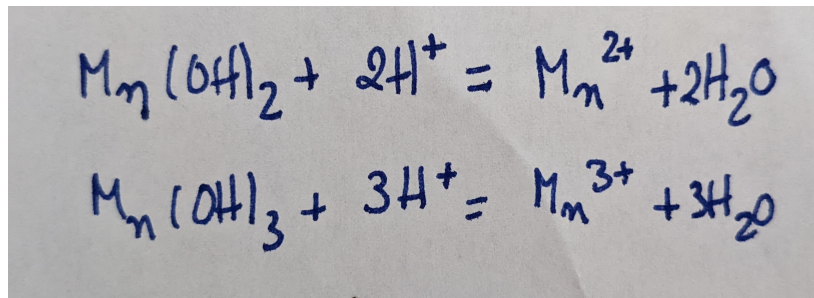 Mn(OH)₂ + 2H⁺ = Mn²⁺ + 2H₂O
Mn(OH)₃ + 3H⁺ = Mn³⁺ + 3H₂O